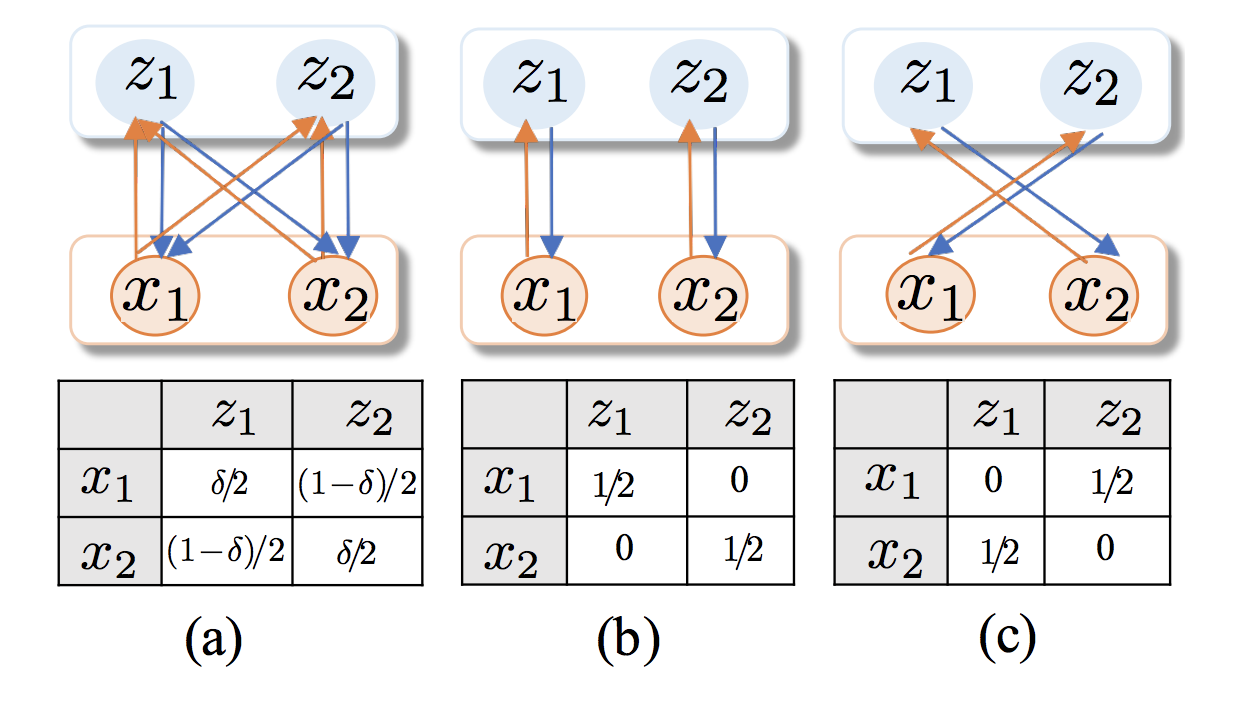 z1 z2 z1 z2 z1 z2
x1 x2 x1 x2 x1 x2
z1 z2 z1 z2 z1 z2
x1 δ/2 (1−δ)/2 x1 1/2 0 x1 0 1/2
x2 (1−δ)/2 δ/2 x2 0 1/2 x2 1/2 0
(a) (b) (c)